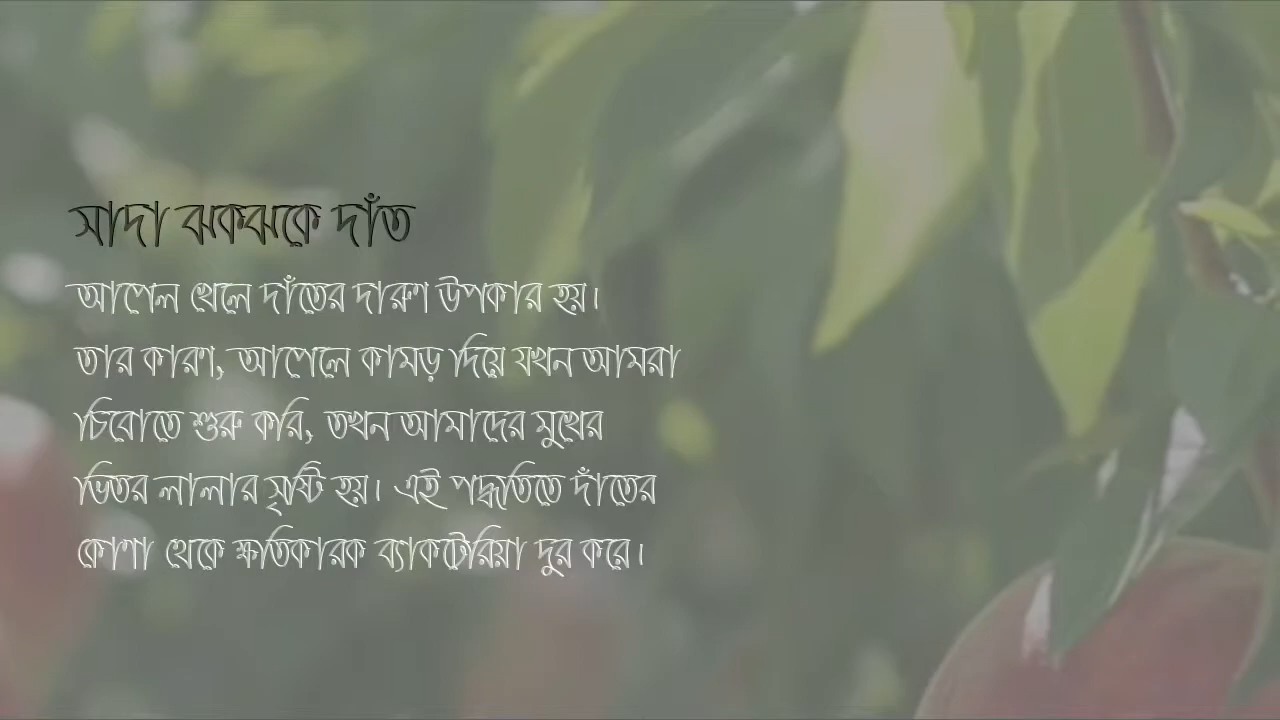 সাদা ঝকঝকে দাঁত
আপেল খেলে দাঁতের দারুণ উপকার হয়।
তার কারণ, আপেলে কামড় দিয়ে যখন আমরা
চিবোতে শুরু করি, তখন আমাদের মুখের
ভিতর লালার সৃষ্টি হয়। এই পদ্ধতিতে দাঁতের
কোণা থেকে ক্ষতিকারক ব্যাকটেরিয়া দুর করে।